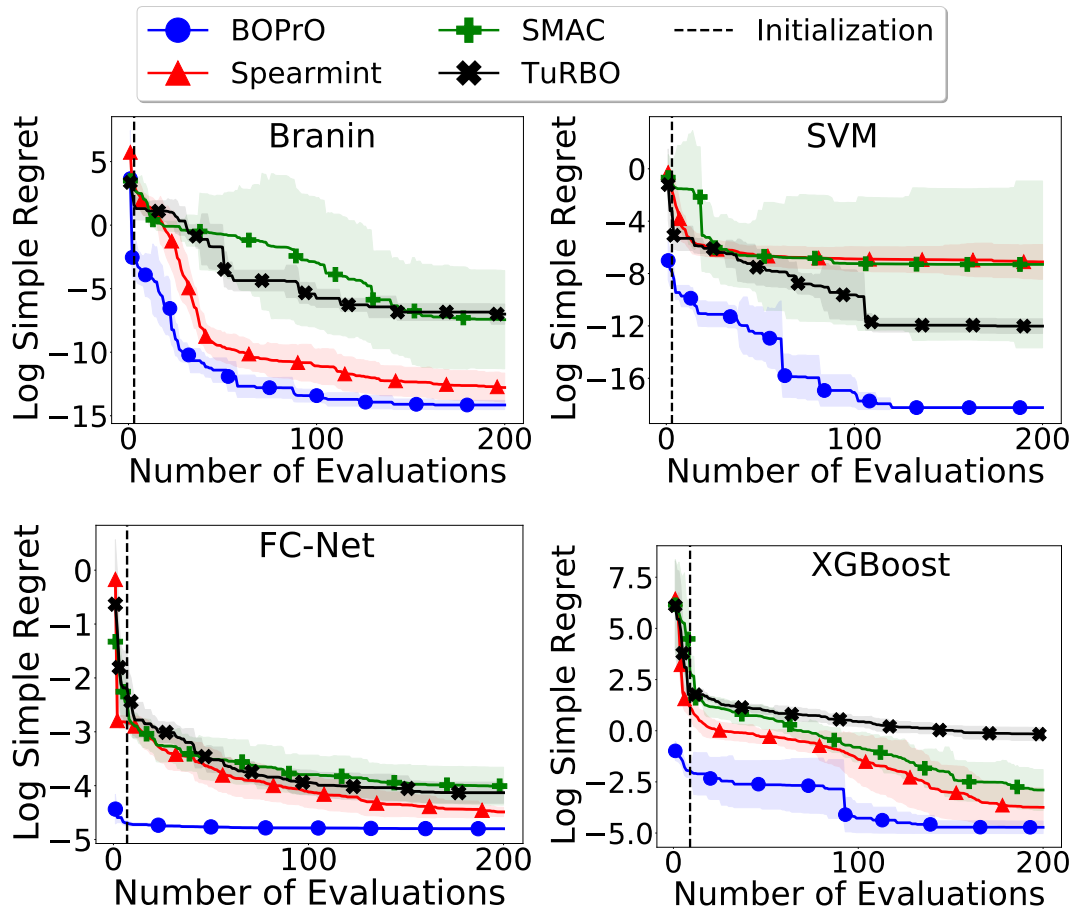 BOPrO SMAC Initialization
Spearmint TuRBO
Branin
Log Simple Regret
5
0
−5
−10
−15
0 100 200
Number of Evaluations
SVM
Log Simple Regret
0
−4
−8
−12
−16
0 100 200
Number of Evaluations
FC-Net
Log Simple Regret
0
−1
−2
−3
−4
−5
0 100 200
Number of Evaluations
XGBoost
Log Simple Regret
7.5
5.0
2.5
0.0
−2.5
−5.0
0 100 200
Number of Evaluations